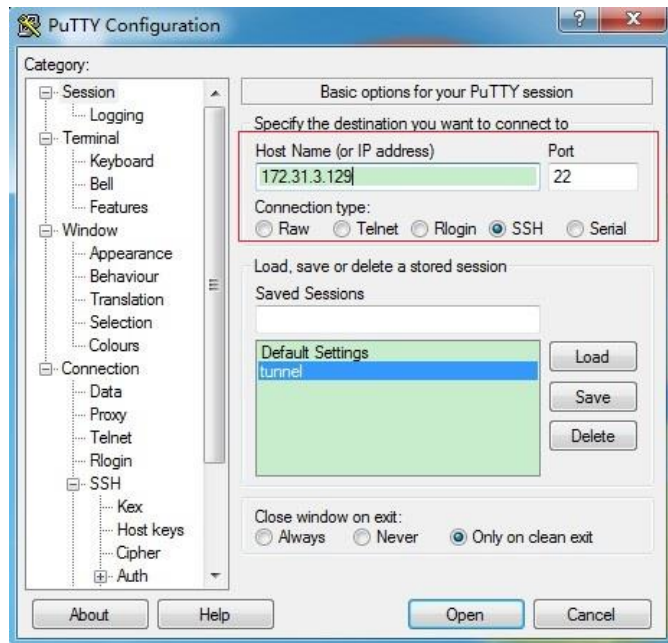 PuTTY Configuration
Category:
Session
Logging
Terminal
Keyboard
Bell
Features
Window
Appearance
Behaviour
Translation
Selection
Colours
Connection
Data
Proxy
Telnet
Rlogin
SSH
Kex
Host keys
Cipher
Auth
Basic options for your PuTTY session
Specify the destination you want to connect to
Host Name (or IP address) Port
172.31.3.129 22
Connection type:
Raw Telnet Rlogin SSH Serial
Load, save or delete a stored session
Saved Sessions
Default Settings
tunnel
Load
Save
Delete
Close window on exit:
Always Never Only on clean exit
About Help Open Cancel